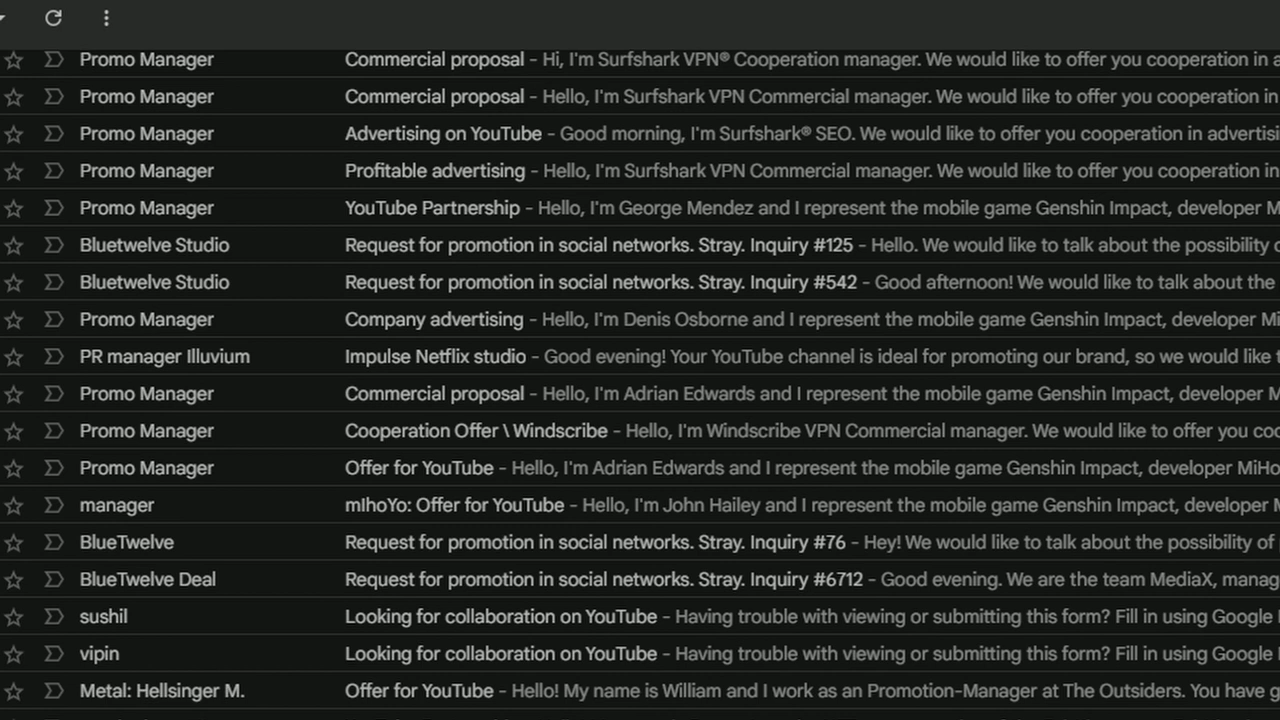 Promo Manager Commercial proposal - Hi, I'm Surfshark VPN® Cooperation manager. We would like to offer you cooperation in a
Promo Manager Commercial proposal - Hello, I'm Surfshark VPN Commercial manager. We would like to offer you cooperation in
Promo Manager Advertising on YouTube - Good morning, I'm Surfshark® SEO. We would like to offer you cooperation in advertisi
Promo Manager Profitable advertising - Hello, I'm Surfshark VPN Commercial manager. We would like to offer you cooperation in
Promo Manager YouTube Partnership - Hello, I'm George Mendez and I represent the mobile game Genshin Impact, developer M
Bluetwelve Studio Request for promotion in social networks. Stray. Inquiry #125 - Hello. We would like to talk about the possibility o
Bluetwelve Studio Request for promotion in social networks. Stray. Inquiry #542 - Good afternoon! We would like to talk about the
Promo Manager Company advertising - Hello, I'm Denis Osborne and I represent the mobile game Genshin Impact, developer Mi
PR manager Illuvium Impulse Netflix studio - Good evening! Your YouTube channel is ideal for promoting our brand, so we would like t
Promo Manager Commercial proposal - Hello, I'm Adrian Edwards and I represent the mobile game Genshin Impact, developer M
Promo Manager Cooperation Offer \ Windscribe - Hello, I'm Windscribe VPN Commercial manager. We would like to offer you coo
Promo Manager Offer for YouTube - Hello, I'm Adrian Edwards and I represent the mobile game Genshin Impact, developer MiHo
manager mIhoYo: Offer for YouTube - Hello, I'm John Hailey and I represent the mobile game Genshin Impact, developer M
BlueTwelve Request for promotion in social networks. Stray. Inquiry #76 - Hey! We would like to talk about the possibility of
BlueTwelve Deal Request for promotion in social networks. Stray. Inquiry #6712 - Good evening. We are the team MediaX, manag
sushil Looking for collaboration on YouTube - Having trouble with viewing or submitting this form? Fill in using Google
vipin Looking for collaboration on YouTube - Having trouble with viewing or submitting this form? Fill in using Google
Metal: Hellsinger M. Offer for YouTube - Hello! My name is William and I work as an Promotion-Manager at The Outsiders. You have g